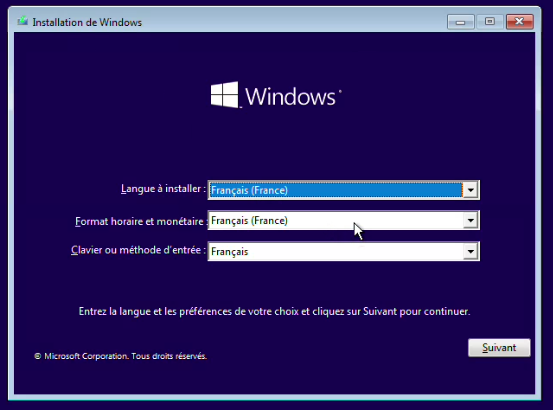 Installation de Windows
Windows
Langue à installer : Français (France)
Format horaire et monétaire : Français (France)
Clavier ou méthode d'entrée : Français
Entrez la langue et les préférences de votre choix et cliquez sur Suivant pour continuer.
Suivant
© Microsoft Corporation. Tous droits réservés.